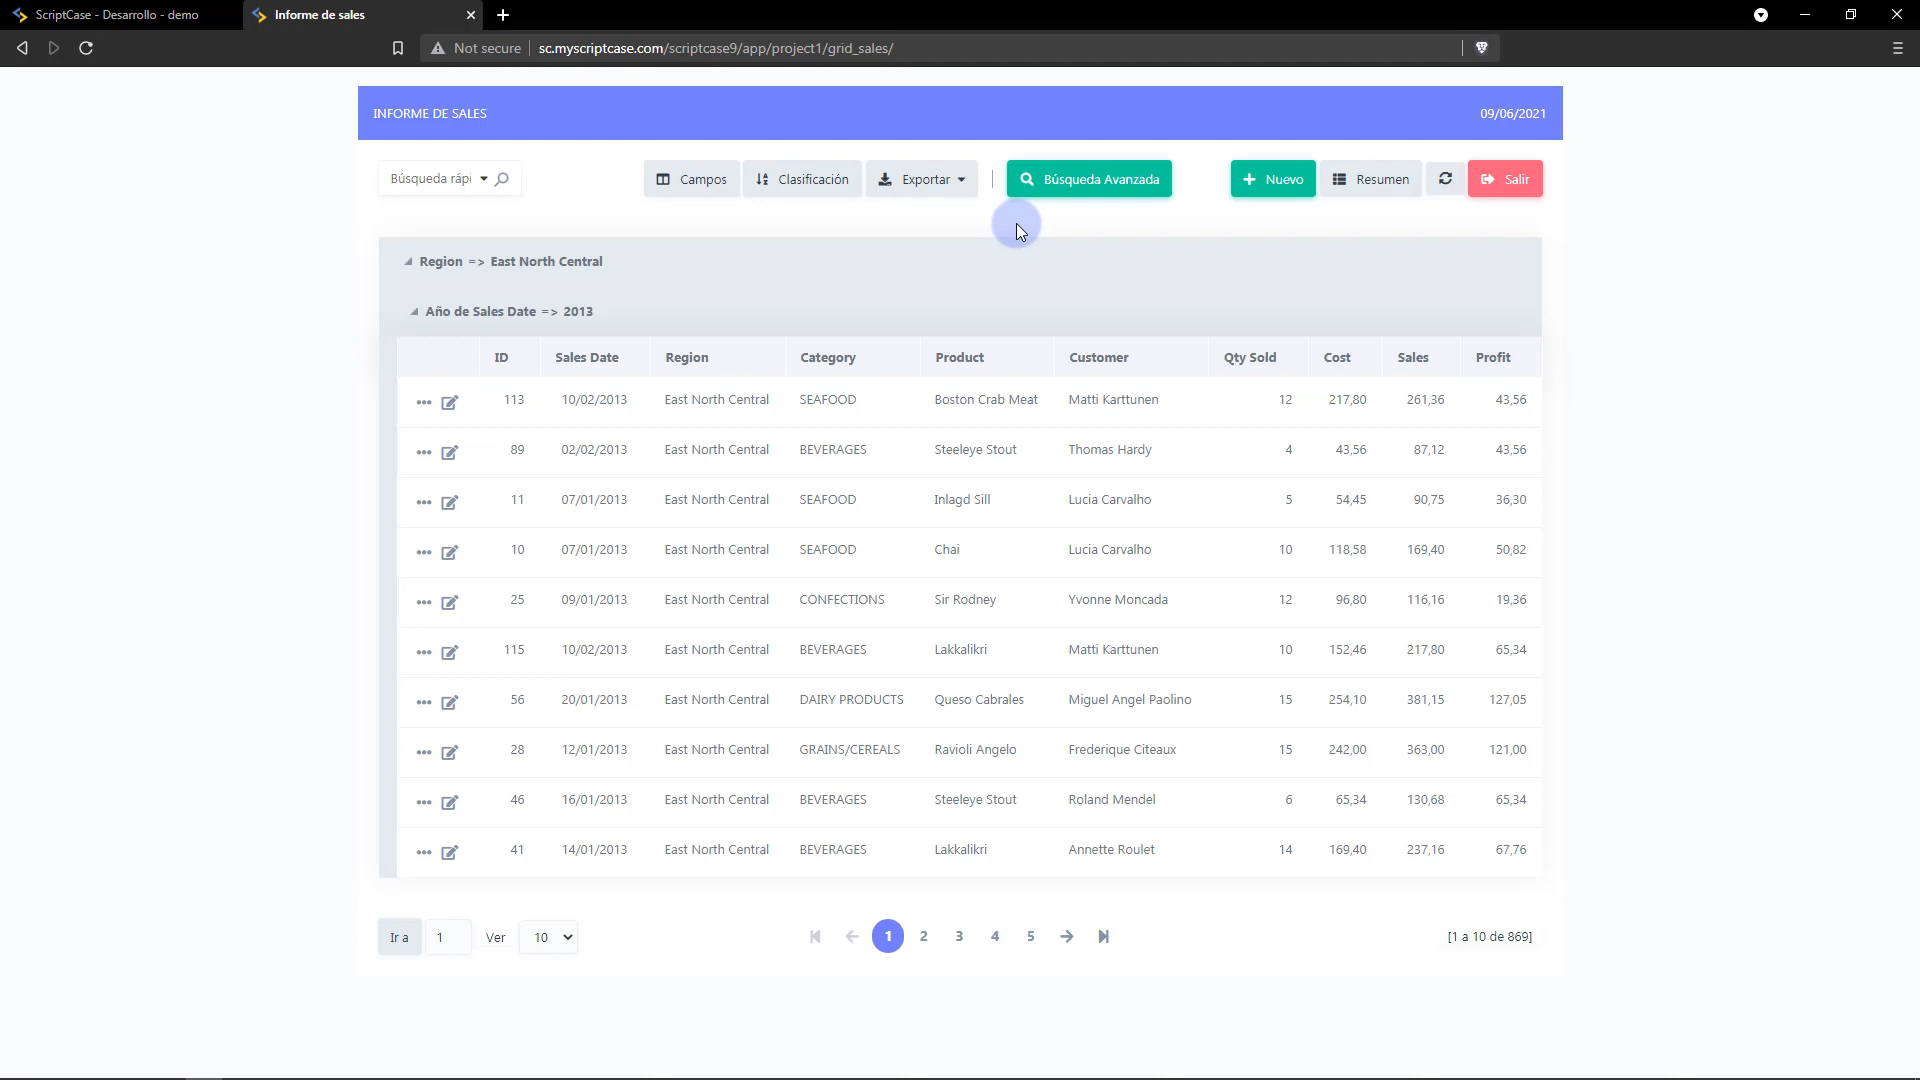 ScriptCase - Desarrollo - demo
Informe de sales
Not secure sc.myscriptcase.com/scriptcase9/app/project1/grid_sales/
INFORME DE SALES 09/06/2021
Búsqueda rápi Campos Clasificación Exportar Búsqueda Avanzada Nuevo Resumen Salir
Region => East North Central
Año de Sales Date => 2013
ID Sales Date Region Category Product Customer Qty Sold Cost Sales Profit
113 10/02/2013 East North Central SEAFOOD Boston Crab Meat Matti Karttunen 12 217,80 261,36 43,56
89 02/02/2013 East North Central BEVERAGES Steeleye Stout Thomas Hardy 4 43,56 87,12 43,56
11 07/01/2013 East North Central SEAFOOD Inlagd Sill Lucia Carvalho 5 54,45 90,75 36,30
10 07/01/2013 East North Central SEAFOOD Chai Lucia Carvalho 10 118,58 169,40 50,82
25 09/01/2013 East North Central CONFECTIONS Sir Rodney Yvonne Moncada 12 96,80 116,16 19,36
115 10/02/2013 East North Central BEVERAGES Lakkalikri Matti Karttunen 10 152,46 217,80 65,34
56 20/01/2013 East North Central DAIRY PRODUCTS Queso Cabrales Miguel Angel Paolino 15 254,10 381,15 127,05
28 12/01/2013 East North Central GRAINS/CEREALS Ravioli Angelo Frederique Citeaux 15 242,00 363,00 121,00
46 16/01/2013 East North Central BEVERAGES Steeleye Stout Roland Mendel 6 65,34 130,68 65,34
41 14/01/2013 East North Central BEVERAGES Lakkalikri Annette Roulet 14 169,40 237,16 67,76
Ir a 1 Ver 10 1 2 3 4 5 [1 a 10 de 869]